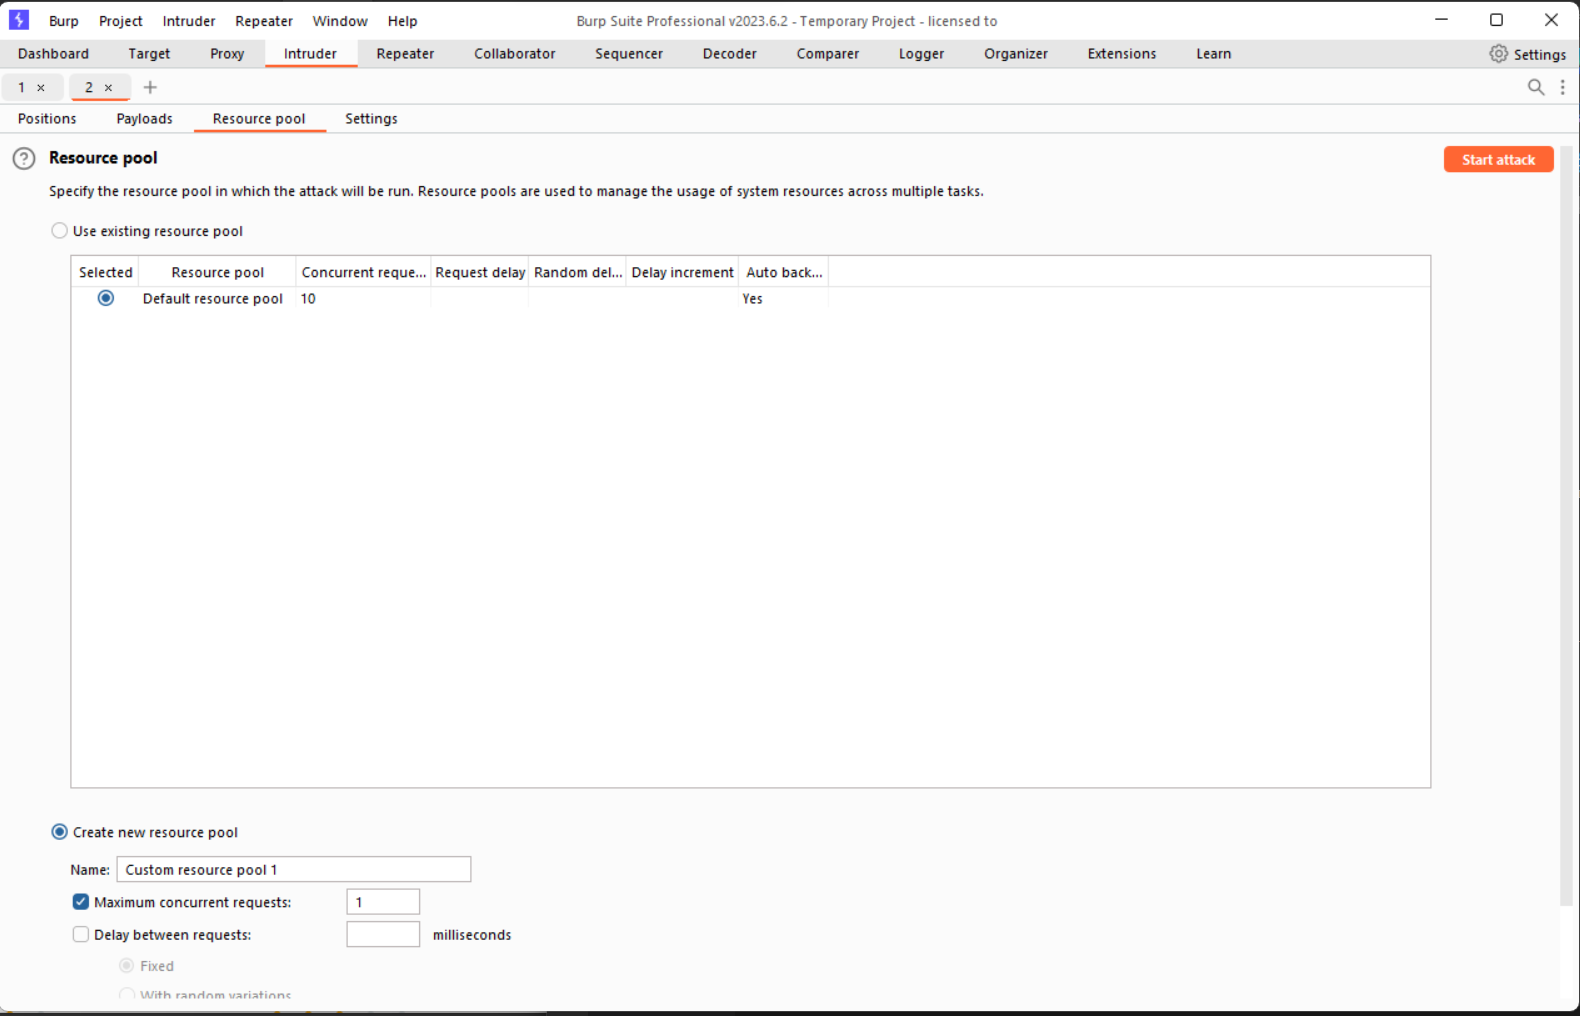 Burp Project Intruder Repeater Window Help Burp Suite Professional v2023.6.2 - Temporary Project - licensed to
Dashboard Target Proxy Intruder Repeater Collaborator Sequencer Decoder Comparer Logger Organizer Extensions Learn Settings
1 × 2 × +
Positions Payloads Resource pool Settings
? Resource pool Start attack
Specify the resource pool in which the attack will be run. Resource pools are used to manage the usage of system resources across multiple tasks.
Use existing resource pool
Selected Resource pool Concurrent reque... Request delay Random del... Delay increment Auto back...
Default resource pool 10 Yes
Create new resource pool
Name: Custom resource pool 1
Maximum concurrent requests: 1
Delay between requests: milliseconds
Fixed
With random variations